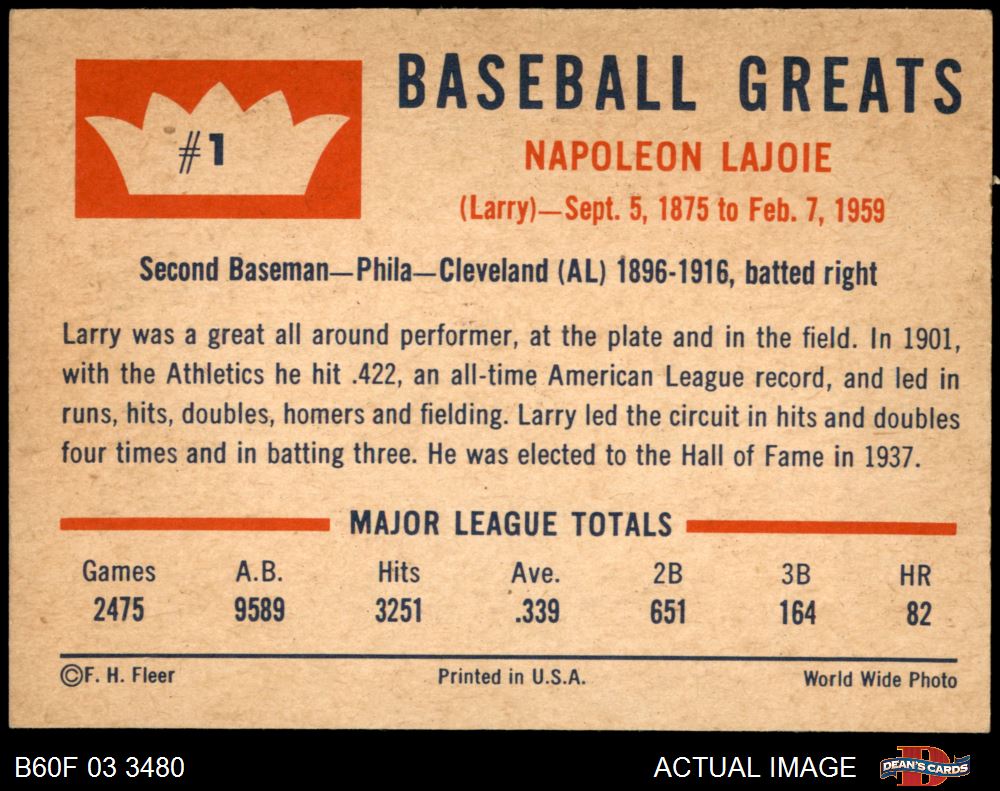 #1
BASEBALL GREATS
NAPOLEON LAJOIE
(Larry)—Sept. 5, 1875 to Feb. 7, 1959
Second Baseman—Phila—Cleveland (AL) 1896-1916, batted right
Larry was a great all around performer, at the plate and in the field. In 1901,
with the Athletics he hit .422, an all-time American League record, and led in
runs, hits, doubles, homers and fielding. Larry led the circuit in hits and doubles
four times and in batting three. He was elected to the Hall of Fame in 1937.
MAJOR LEAGUE TOTALS
Games A.B. Hits Ave. 2B 3B HR
2475 9589 3251 .339 651 164 82
©F. H. Fleer Printed in U.S.A. World Wide Photo
B60F 03 3480 ACTUAL IMAGE D DEAN'S CARDS